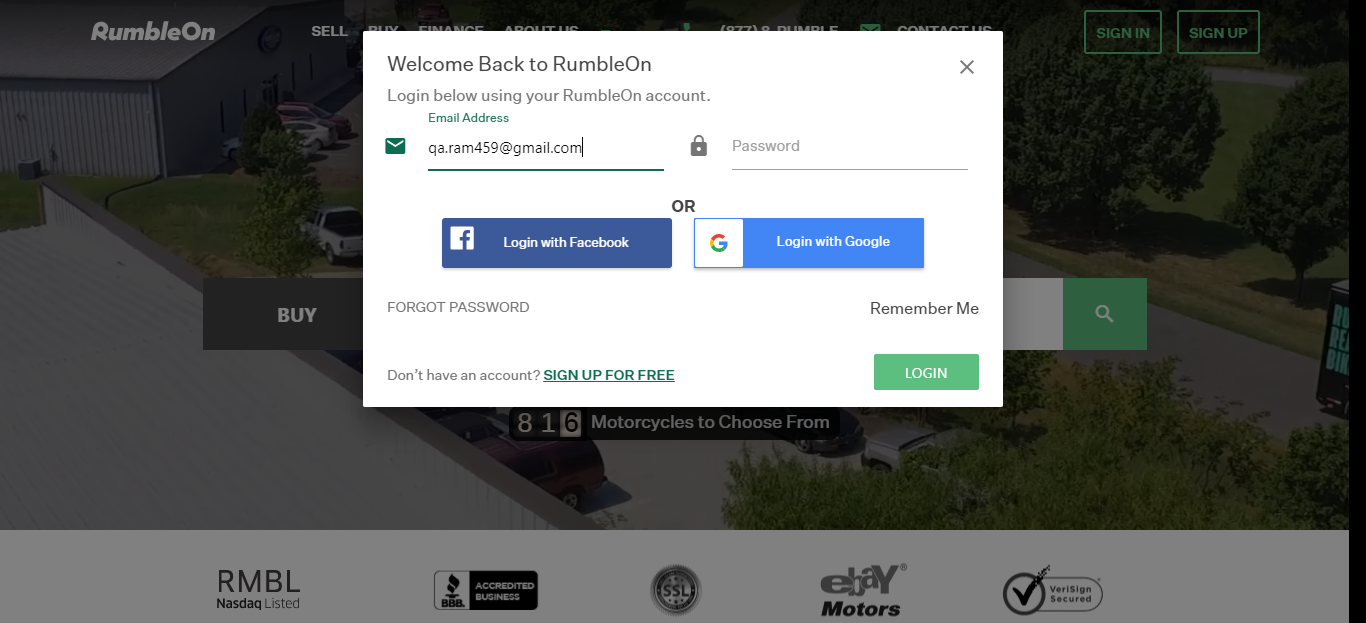 RumbleOn
SELL BUY FINANCE ABOUT US (877) 8-RUMBLE CONTACT US SIGN IN SIGN UP
Welcome Back to RumbleOn
Login below using your RumbleOn account.
Email Address
qa.ram459@gmail.com
Password
OR
Login with Facebook
Login with Google
FORGOT PASSWORD
Remember Me
Don't have an account? SIGN UP FOR FREE
LOGIN
BUY
816 Motorcycles to Choose From
RMBL
Nasdaq Listed
BBB.
ACCREDITED
BUSINESS
SSL
ebay®
Motors
VeriSign
Secured